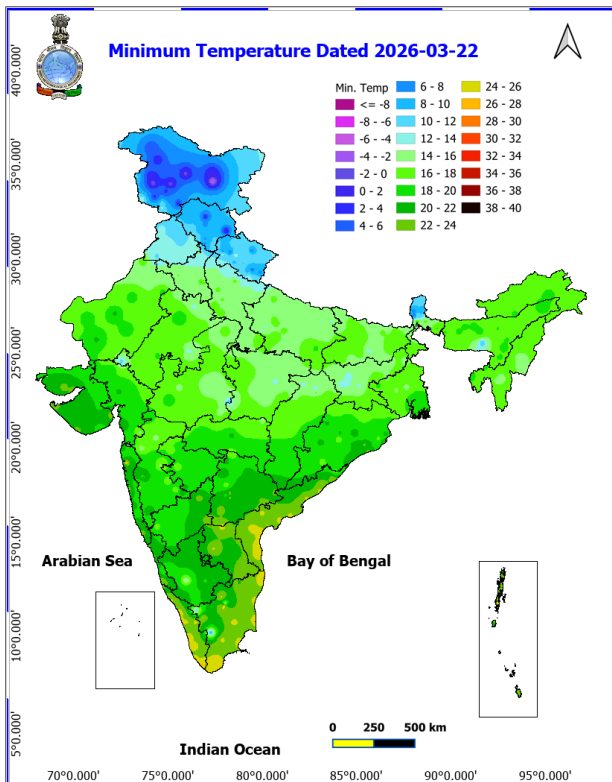 Minimum Temperature Dated 2026-03-22
Min. Temp
<= -8
-8 - -6
-6 - -4
-4 - -2
-2 - 0
0 - 2
2 - 4
4 - 6
6 - 8
8 - 10
10 - 12
12 - 14
14 - 16
16 - 18
18 - 20
20 - 22
22 - 24
24 - 26
26 - 28
28 - 30
30 - 32
32 - 34
34 - 36
36 - 38
38 - 40
40°0.000'
35°0.000'
30°0.000'
25°0.000'
20°0.000'
15°0.000'
10°0.000'
5°0.000'
Arabian Sea
Bay of Bengal
Indian Ocean
0 250 500 km
70°0.000' 75°0.000' 80°0.000' 85°0.000' 90°0.000' 95°0.000'